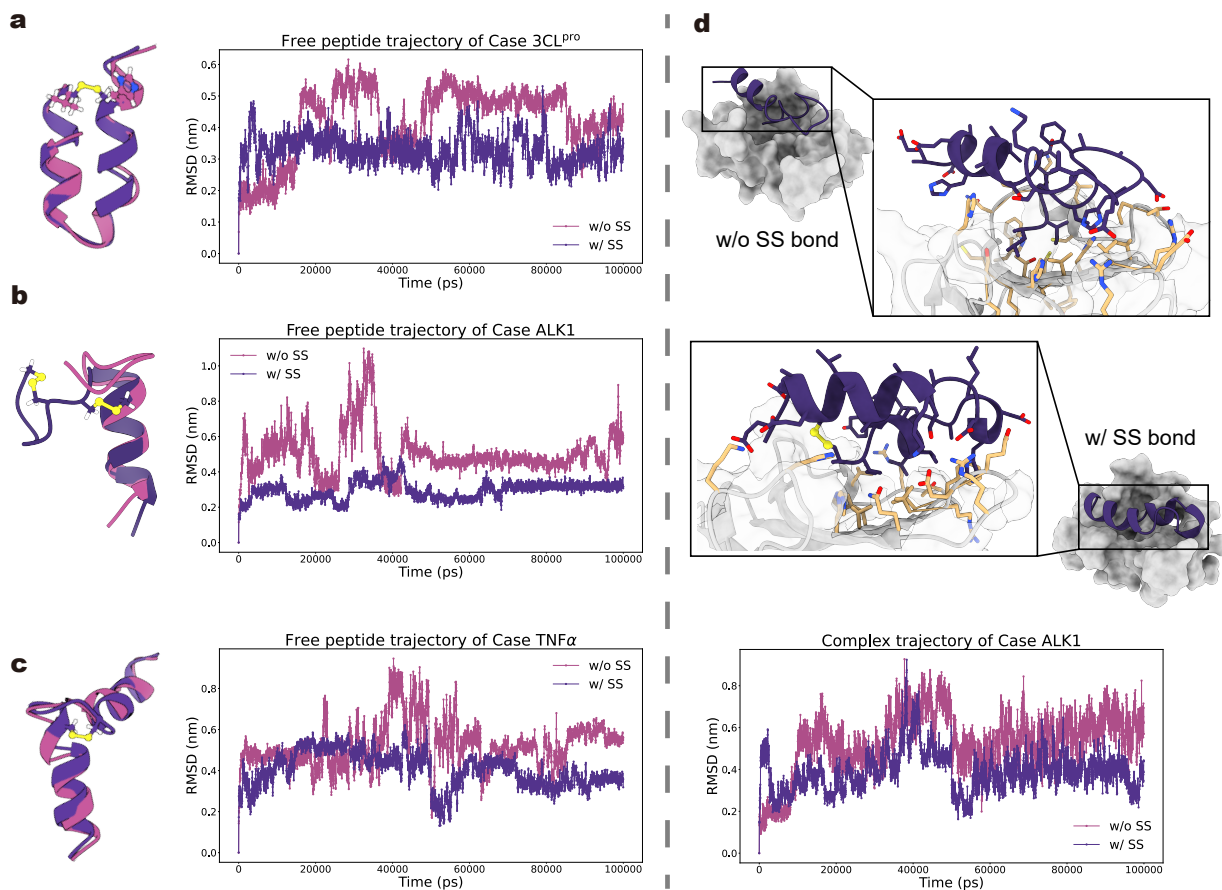 a
Free peptide trajectory of Case 3CLᵖʳᵒ
RMSD (nm)
0.6
0.5
0.4
0.3
0.2
0.1
0.0
w/o SS
w/ SS
0
20000
40000
60000
80000
100000
Time (ps)
b
Free peptide trajectory of Case ALK1
RMSD (nm)
1.0
0.8
0.6
0.4
0.2
0.0
w/o SS
w/ SS
0
20000
40000
60000
80000
100000
Time (ps)
c
Free peptide trajectory of Case TNFα
RMSD (nm)
0.8
0.6
0.4
0.2
0.0
w/o SS
w/ SS
0
20000
40000
60000
80000
100000
Time (ps)
d
w/o SS bond
w/ SS bond
Complex trajectory of Case ALK1
RMSD (nm)
0.8
0.6
0.4
0.2
0.0
w/o SS
w/ SS
0
20000
40000
60000
80000
100000
Time (ps)